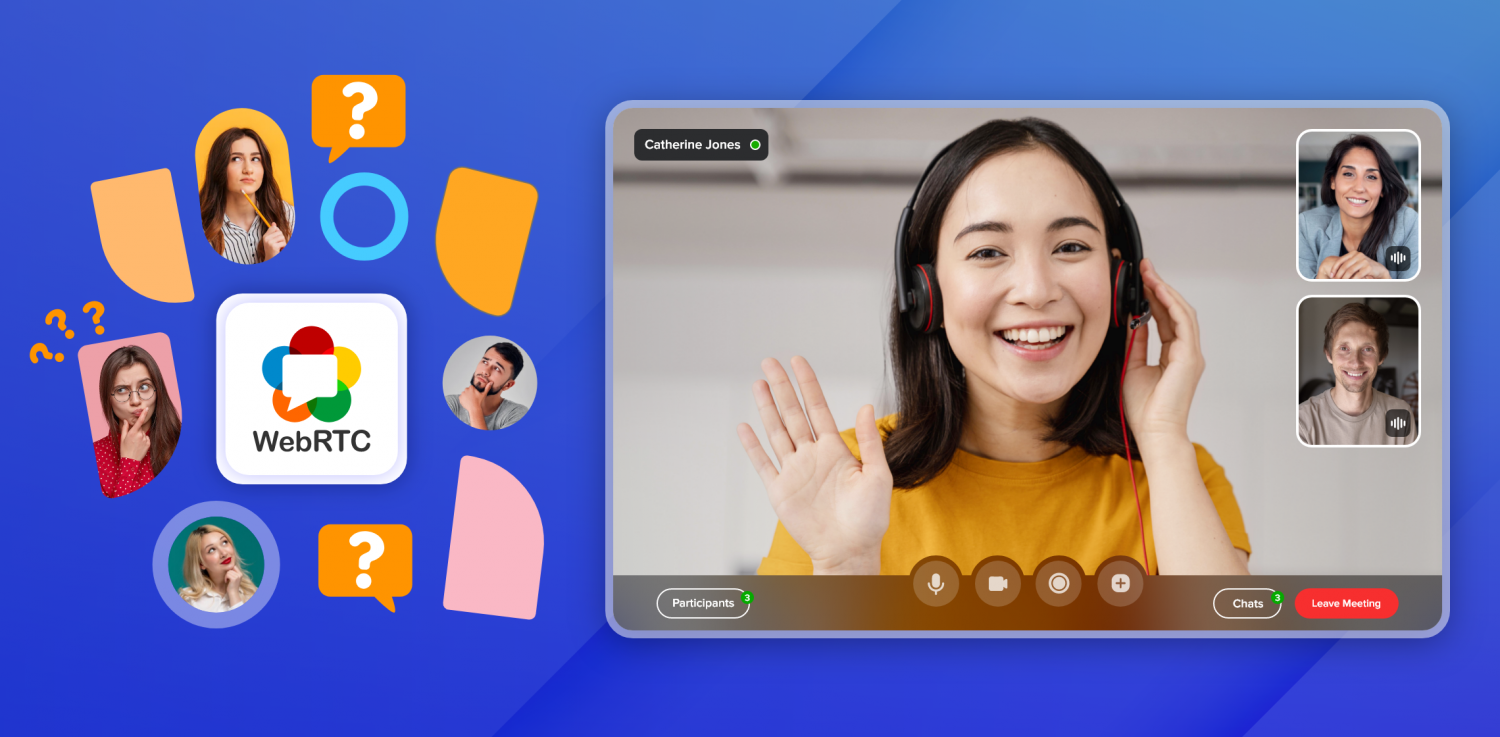 ?
???
WebRTC
?
Catherine Jones
Participants 3
Chats 3
Leave Meeting